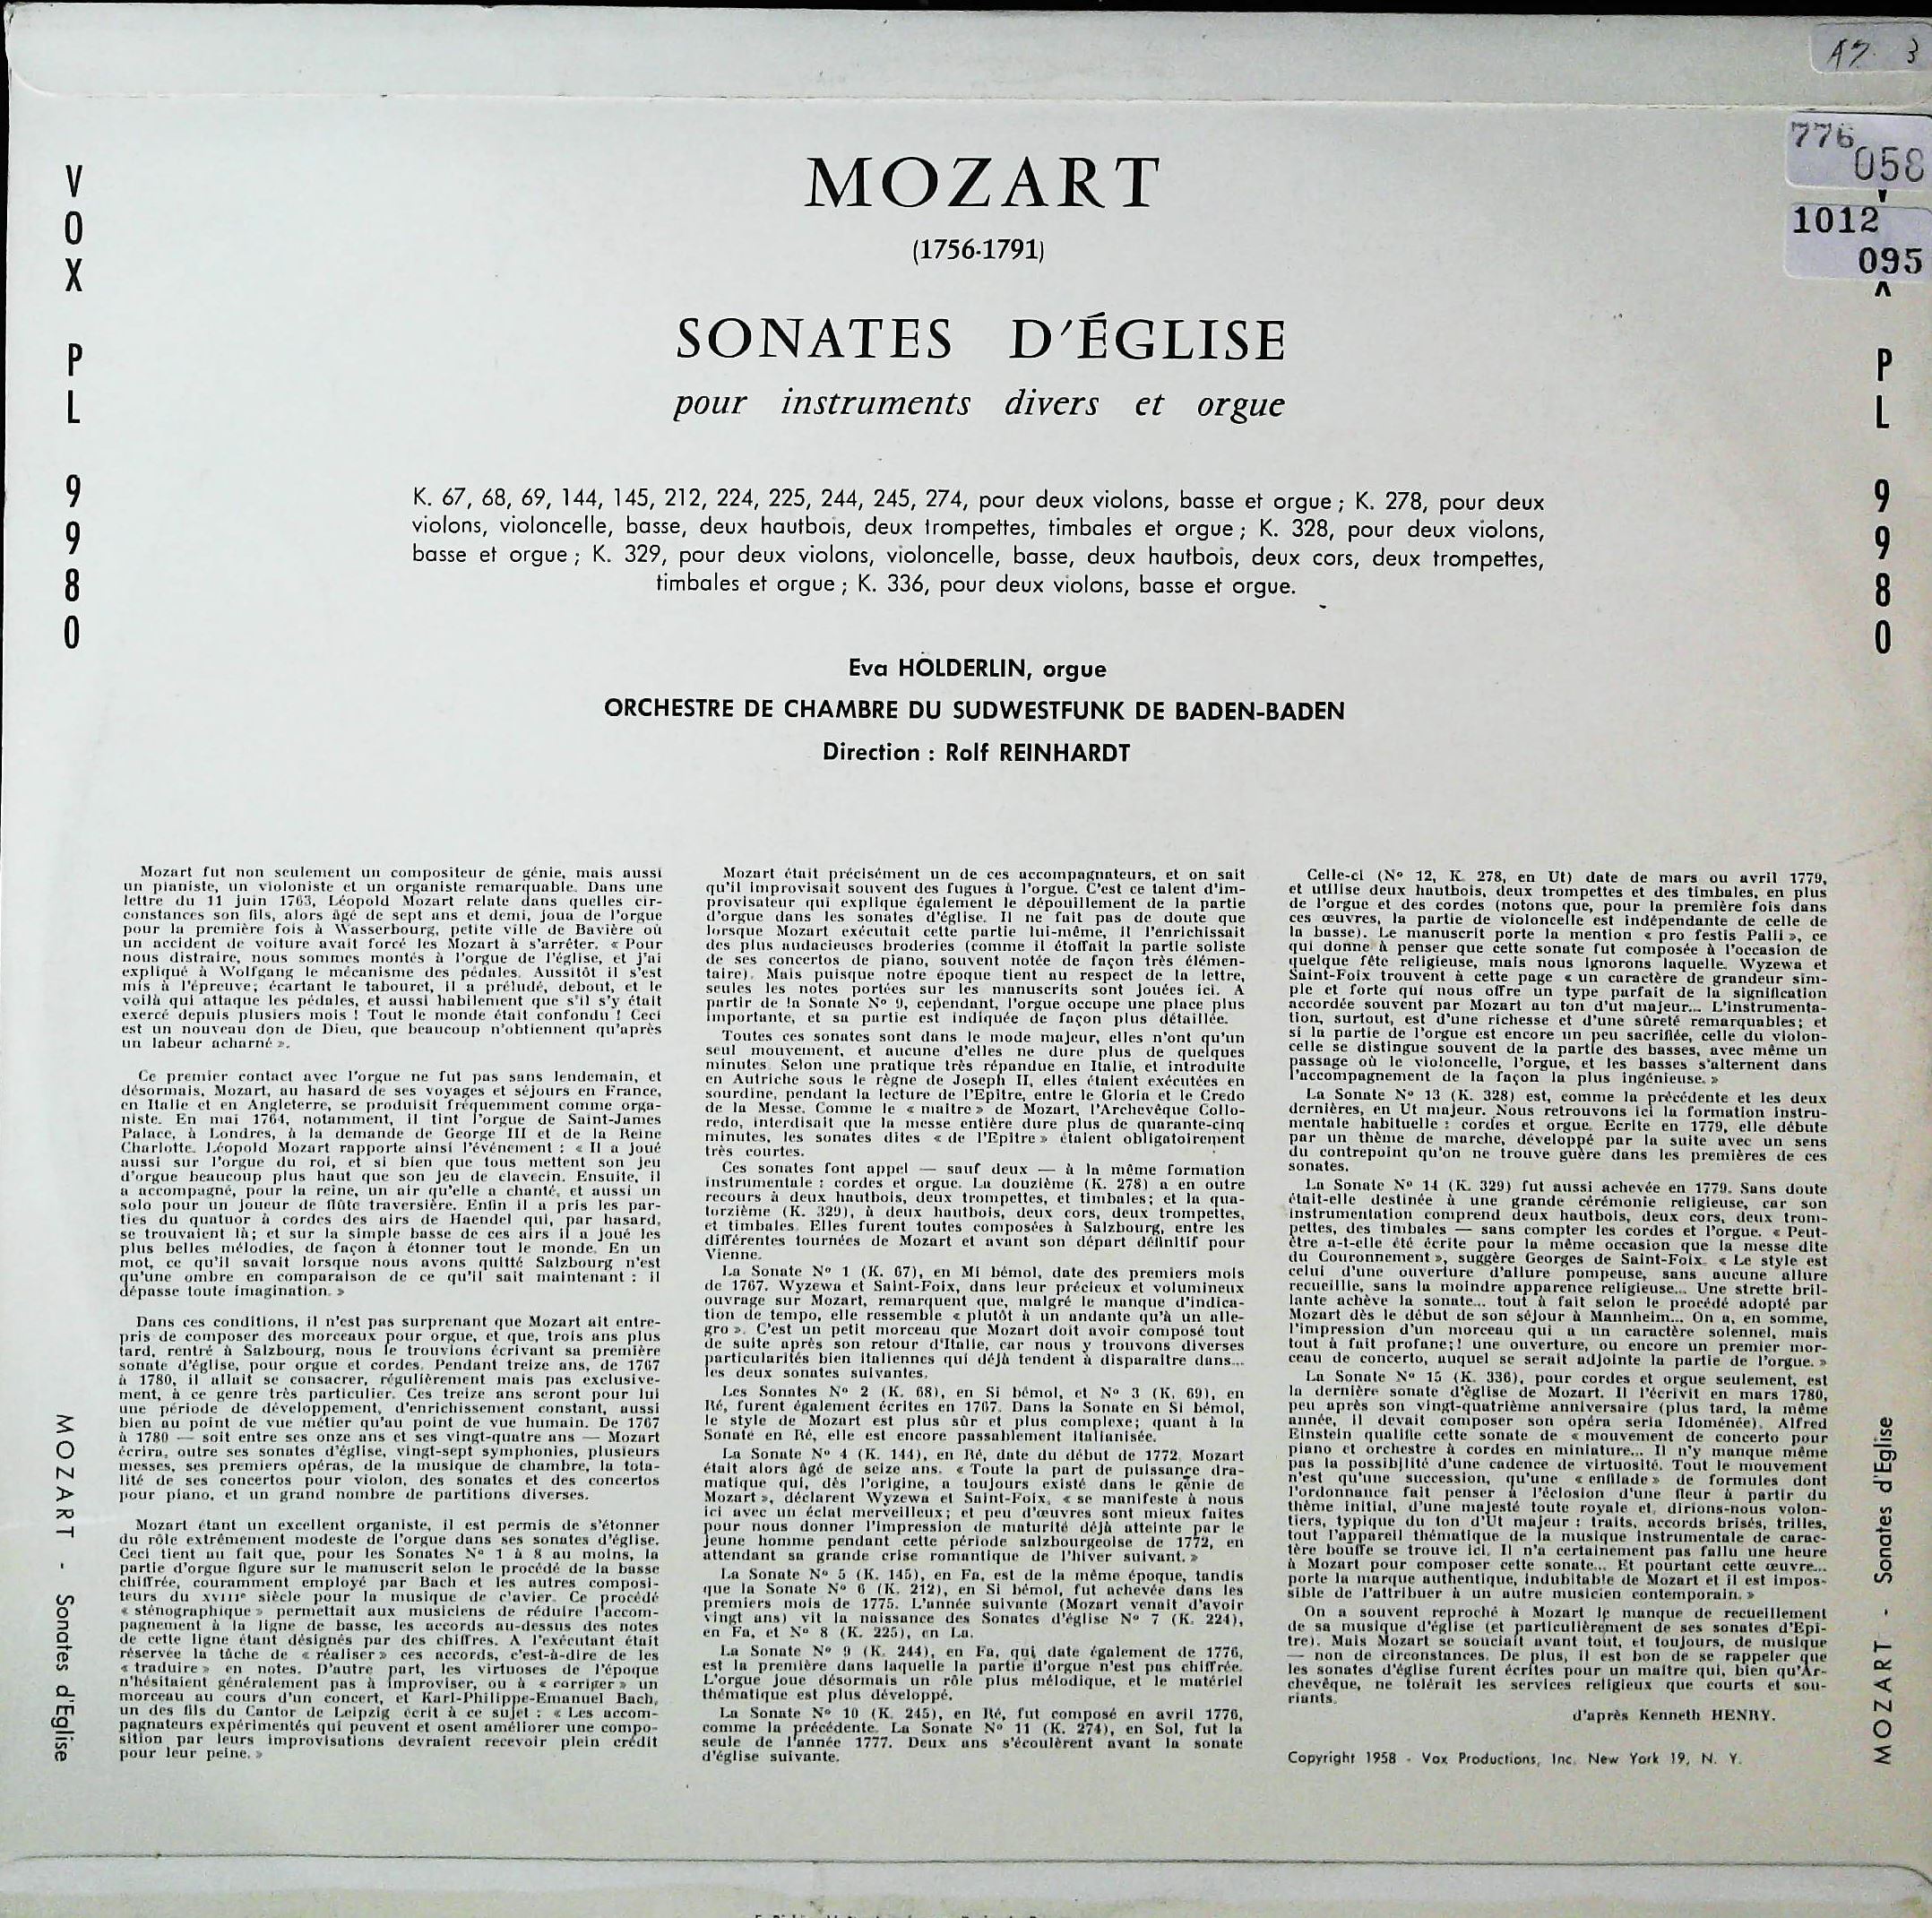 A7. 3
776
058
1012
095
V
O
X
P
L
9
9
8
0
MOZART
(1756-1791)
SONATES D'ÉGLISE
pour instruments divers et orgue
K. 67, 68, 69, 144, 145, 212, 224, 225, 244, 245, 274, pour deux violons, basse et orgue ; K. 278, pour deux
violons, violoncelle, basse, deux hautbois, deux trompettes, timbales et orgue ; K. 328, pour deux violons,
basse et orgue ; K. 329, pour deux violons, violoncelle, basse, deux hautbois, deux cors, deux trompettes,
timbales et orgue ; K. 336, pour deux violons, basse et orgue.
Eva HÖLDERLIN, orgue
ORCHESTRE DE CHAMBRE DU SUDWESTFUNK DE BADEN-BADEN
Direction : Rolf REINHARDT
P
L
9
9
8
0
Mozart fut non seulement un compositeur de génie, mais aussi
un pianiste, un violoniste et un organiste remarquable. Dans une
lettre du 11 juin 1763, Léopold Mozart relate dans quelles cir-
constances son fils, alors âgé de sept ans et demi, joua de l'orgue
pour la première fois à Wasserbourg, petite ville de Bavière où
un accident de voiture avait forcé les Mozart à s'arrêter. « Pour
nous distraire, nous sommes montés à l'orgue de l'église, et j'ai
expliqué à Wolfgang le mécanisme des pédales. Aussitôt il s'est
mis à l'épreuve; écartant le tabouret, il a préludé, debout, et le
voilà qui attaque les pédales, et aussi habilement que s'il s'y était
exercé depuis plusiers mois ! Tout le monde était confondu ! Ceci
est un nouveau don de Dieu, que beaucoup n'obtiennent qu'après
un labeur acharné ».
Ce premier contact avec l'orgue ne fut pas sans lendemain, et
désormais, Mozart, au hasard de ses voyages et séjours en France,
en Italie et en Angleterre, se produisit fréquemment comme orga-
niste. En mai 1764, notamment, il tint l'orgue de Saint-James
Palace, à Londres, à la demande de George III et de la Reine
Charlotte. Léopold Mozart rapporte ainsi l'événement : « Il a joué
aussi sur l'orgue du roi, et si bien que tous mettent son jeu
d'orgue beaucoup plus haut que son jeu de clavecin. Ensuite, il
a accompagné, pour la reine, un air qu'elle a chanté, et aussi un
solo pour un joueur de flûte traversière. Enfin il a pris les par-
ties du quatuor à cordes des airs de Haendel qui, par hasard,
se trouvaient là; et sur la simple basse de ces airs il a joué les
plus belles mélodies, de façon à étonner tout le monde. En un
mot, ce qu'il savait lorsque nous avons quitté Salzbourg n'est
qu'une ombre en comparaison de ce qu'il sait maintenant : il
dépasse toute imagination. »
Dans ces conditions, il n'est pas surprenant que Mozart ait entre-
pris de composer des morceaux pour orgue, et que, trois ans plus
tard, rentré à Salzbourg, nous le trouvions écrivant sa première
sonate d'église, pour orgue et cordes. Pendant treize ans, de 1767
à 1780, il allait se consacrer, régulièrement mais pas exclusive-
ment, à ce genre très particulier. Ces treize ans seront pour lui
une période de développement, d'enrichissement constant, aussi
bien au point de vue métier qu'au point de vue humain. De 1767
à 1780 — soit entre ses onze ans et ses vingt-quatre ans — Mozart
écrira, outre ses sonates d'église, vingt-sept symphonies, plusieurs
messes, ses premiers opéras, de la musique de chambre, la tota-
lité de ses concertos pour violon, des sonates et des concertos
pour piano, et un grand nombre de partitions diverses.
Mozart étant un excellent organiste, il est permis de s'étonner
du rôle extrêmement modeste de l'orgue dans ses sonates d'église.
Ceci tient au fait que, pour les Sonates N° 1 à 8 au moins, la
partie d'orgue figure sur le manuscrit selon le procédé de la basse
chiffrée, couramment employé par Bach et les autres composi-
teurs du XVIIIe siècle pour la musique de c'avier. Ce procédé
« sténographique » permettait aux musiciens de réduire l'accom-
pagnement à la ligne de basse, les accords au-dessus des notes
de cette ligne étant désignés par des chiffres. A l'exécutant était
réservée la tâche de « réaliser » ces accords, c'est-à-dire de les
« traduire » en notes. D'autre part, les virtuoses de l'époque
n'hésitaient généralement pas à improviser, ou à « corriger » un
morceau au cours d'un concert, et Karl-Philippe-Emanuel Bach,
un des fils du Cantor de Leipzig écrit à ce sujet : « Les accom-
pagnateurs expérimentés qui peuvent et osent améliorer une compo-
sition par leurs improvisations devraient recevoir plein crédit
pour leur peine. »
Mozart était précisément un de ces accompagnateurs, et on sait
qu'il improvisait souvent des fugues à l'orgue. C'est ce talent d'im-
provisateur qui explique également le dépouillement de la partie
d'orgue dans les sonates d'église. Il ne fait pas de doute que
lorsque Mozart exécutait cette partie lui-même, il l'enrichissait
des plus audacieuses broderies (comme il étoffait la partie soliste
de ses concertos de piano, souvent notée de façon très élémen-
taire). Mais puisque notre époque tient au respect de la lettre,
seules les notes portées sur les manuscrits sont jouées ici. A
partir de la Sonate N° 9, cependant, l'orgue occupe une place plus
importante, et sa partie est indiquée de façon plus détaillée.
Toutes ces sonates sont dans le mode majeur, elles n'ont qu'un
seul mouvement, et aucune d'elles ne dure plus de quelques
minutes. Selon une pratique très répandue en Italie, et introduite
en Autriche sous le règne de Joseph II, elles étaient exécutées en
sourdine, pendant la lecture de l'Epître, entre le Gloria et le Credo
de la Messe. Comme le « maître » de Mozart, l'Archevêque Collo-
redo, interdisait que la messe entière dure plus de quarante-cinq
minutes, les sonates dites « de l'Epître » étaient obligatoirement
très courtes.
Ces sonates font appel — sauf deux — à la même formation
instrumentale : cordes et orgue. La douzième (K. 278) a en outre
recours à deux hautbois, deux trompettes, et timbales; et la qua-
torzième (K. 329), à deux hautbois, deux cors, deux trompettes,
et timbales. Elles furent toutes composées à Salzbourg, entre les
différentes tournées de Mozart et avant son départ définitif pour
Vienne.
La Sonate N° 1 (K. 67), en Mi bémol, date des premiers mois
de 1767. Wyzewa et Saint-Foix, dans leur précieux et volumineux
ouvrage sur Mozart, remarquent que, malgré le manque d'indica-
tion de tempo, elle ressemble « plutôt à un andante qu'à un alle-
gro ». C'est un petit morceau que Mozart doit avoir composé tout
de suite après son retour d'Italie, car nous y trouvons diverses
particularités bien italiennes qui déjà tendent à disparaître dans...
les deux sonates suivantes.
Les Sonates N° 2 (K. 68), en Si bémol, et N° 3 (K. 69), en
Ré, furent également écrites en 1767. Dans la Sonate en Si bémol,
le style de Mozart est plus sûr et plus complexe; quant à la
Sonate en Ré, elle est encore passablement italianisée.
La Sonate N° 4 (K. 144), en Ré, date du début de 1772. Mozart
était alors âgé de seize ans. « Toute la part de puissance dra-
matique qui, dès l'origine, a toujours existé dans le génie de
Mozart », déclarent Wyzewa et Saint-Foix, « se manifeste à nous
ici avec un éclat merveilleux; et peu d'œuvres sont mieux faites
pour nous donner l'impression de maturité déjà atteinte par le
jeune homme pendant cette période salzbourgeoise de 1772, en
attendant sa grande crise romantique de l'hiver suivant. »
La Sonate N° 5 (K. 145), en Fa, est de la même époque, tandis
que la Sonate N° 6 (K. 212), en Si bémol, fut achevée dans les
premiers mois de 1775. L'année suivante (Mozart venait d'avoir
vingt ans) vit la naissance des Sonates d'église N° 7 (K. 224),
en Fa, et N° 8 (K. 225), en La.
La Sonate N° 9 (K. 244), en Fa, qui date également de 1776,
est la première dans laquelle la partie d'orgue n'est pas chiffrée.
L'orgue joue désormais un rôle plus mélodique, et le matériel
thématique est plus développé.
La Sonate N° 10 (K. 245), en Ré, fut composé en avril 1776,
comme la précédente. La Sonate N° 11 (K. 274), en Sol, fut la
seule de l'année 1777. Deux ans s'écoulèrent avant la sonate
d'église suivante.
Celle-ci (N° 12, K. 278, en Ut) date de mars ou avril 1779,
et utilise deux hautbois, deux trompettes et des timbales, en plus
de l'orgue et des cordes (notons que, pour la première fois dans
ces œuvres, la partie de violoncelle est indépendante de celle de
la basse). Le manuscrit porte la mention « pro festis Palli », ce
qui donne à penser que cette sonate fut composée à l'occasion de
quelque fête religieuse, mais nous ignorons laquelle. Wyzewa et
Saint-Foix trouvent à cette page « un caractère de grandeur sim-
ple et forte qui nous offre un type parfait de la signification
accordée souvent par Mozart au ton d'ut majeur... L'instrumenta-
tion, surtout, est d'une richesse et d'une sûreté remarquables; et
si la partie de l'orgue est encore un peu sacrifiée, celle du violon-
celle se distingue souvent de la partie des basses, avec même un
passage où le violoncelle, l'orgue, et les basses s'alternent dans
l'accompagnement de la façon la plus ingénieuse. »
La Sonate N° 13 (K. 328) est, comme la précédente et les deux
dernières, en Ut majeur. Nous retrouvons ici la formation instru-
mentale habituelle : cordes et orgue. Ecrite en 1779, elle débute
par un thème de marche, développé par la suite avec un sens
du contrepoint qu'on ne trouve guère dans les premières de ces
sonates.
La Sonate N° 14 (K. 329) fut aussi achevée en 1779. Sans doute
était-elle destinée à une grande cérémonie religieuse, car son
instrumentation comprend deux hautbois, deux cors, deux trom-
pettes, des timbales — sans compter les cordes et l'orgue. « Peut-
être a-t-elle été écrite pour la même occasion que la messe dite
du Couronnement », suggère Georges de Saint-Foix. « Le style est
celui d'une ouverture d'allure pompeuse, sans aucune allure
recueillie, sans la moindre apparence religieuse... Une strette bril-
lante achève la sonate... tout à fait selon le procédé adopté par
Mozart dès le début de son séjour à Mannheim... On a, en somme,
l'impression d'un morceau qui a un caractère solennel, mais
tout à fait profane;! une ouverture, ou encore un premier mor-
ceau de concerto, auquel se serait adjointe la partie de l'orgue. »
La Sonate N° 15 (K. 336), pour cordes et orgue seulement, est
la dernière sonate d'église de Mozart. Il l'écrivit en mars 1780,
peu après son vingt-quatrième anniversaire (plus tard, la même
année, il devait composer son opéra seria Idoménée). Alfred
Einstein qualifie cette sonate de « mouvement de concerto pour
piano et orchestre à cordes en miniature... Il n'y manque même
pas la possibilité d'une cadence de virtuosité. Tout le mouvement
n'est qu'une succession, qu'une « enfilade » de formules dont
l'ordonnance fait penser à l'éclosion d'une fleur à partir du
thème initial, d'une majesté toute royale et, dirions-nous volon-
tiers, typique du ton d'Ut majeur : traits, accords brisés, trilles,
tout l'appareil thématique de la musique instrumentale de carac-
tère bouffe se trouve ici. Il n'a certainement pas fallu une heure
à Mozart pour composer cette sonate... Et pourtant cette œuvre...
porte la marque authentique, indubitable de Mozart et il est impos-
sible de l'attribuer à un autre musicien contemporain. »
On a souvent reproché à Mozart le manque de recueillement
de sa musique d'église (et particulièrement de ses sonates d'Epi-
tre). Mais Mozart se souciait avant tout, et toujours, de musique
— non de circonstances. De plus, il est bon de se rappeler que
les sonates d'église furent écrites pour un maître qui, bien qu'Ar-
chevêque, ne tolérait les services religieux que courts et sou-
riants.
d'après Kenneth HENRY.
Copyright 1958 - Vox Productions, Inc. New York 19, N. Y.
MOZART - Sonates d'Eglise
MOZART - Sonates d'Eglise